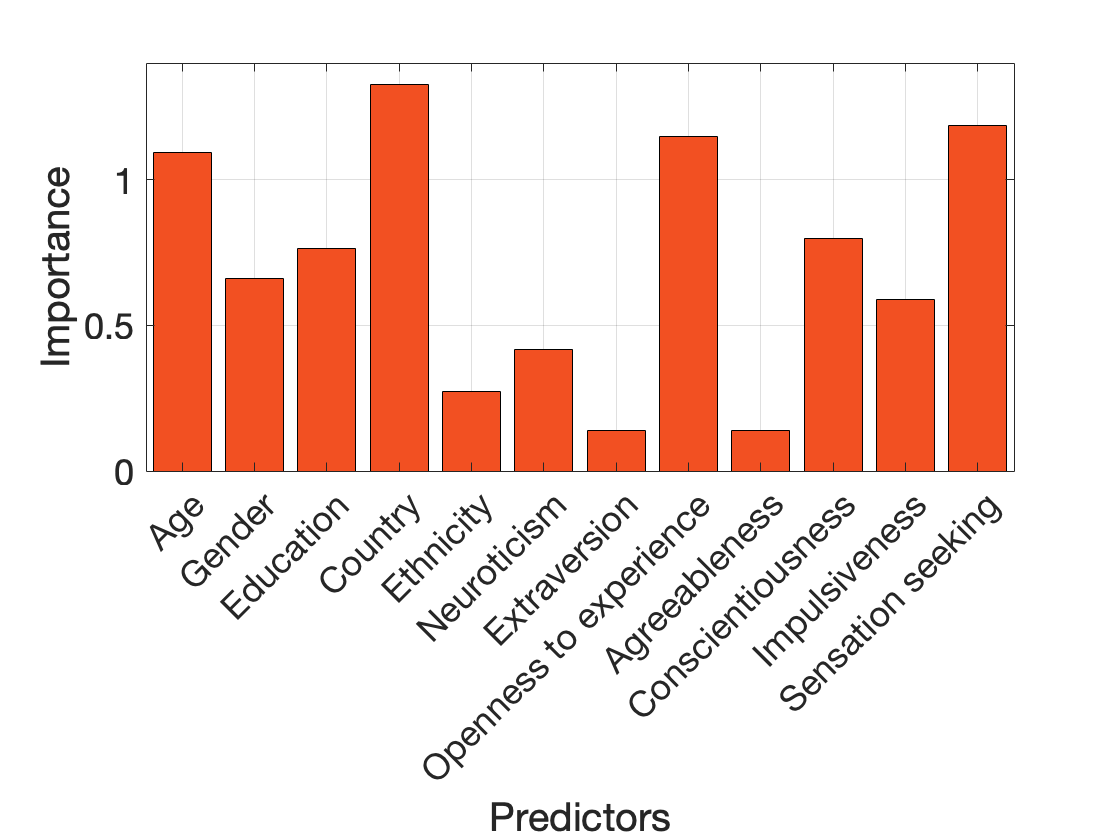 Importance
1
0.5
0
Age
Gender
Education
Country
Ethnicity
Neuroticism
Extraversion
Openness to experience
Agreeableness
Conscientiousness
Impulsiveness
Sensation seeking
Predictors